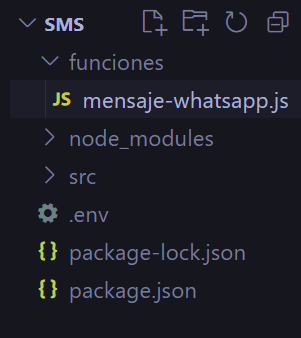 SMS
funciones
JS mensaje-whatsapp.js
node_modules
src
.env
{} package-lock.json
{} package.json